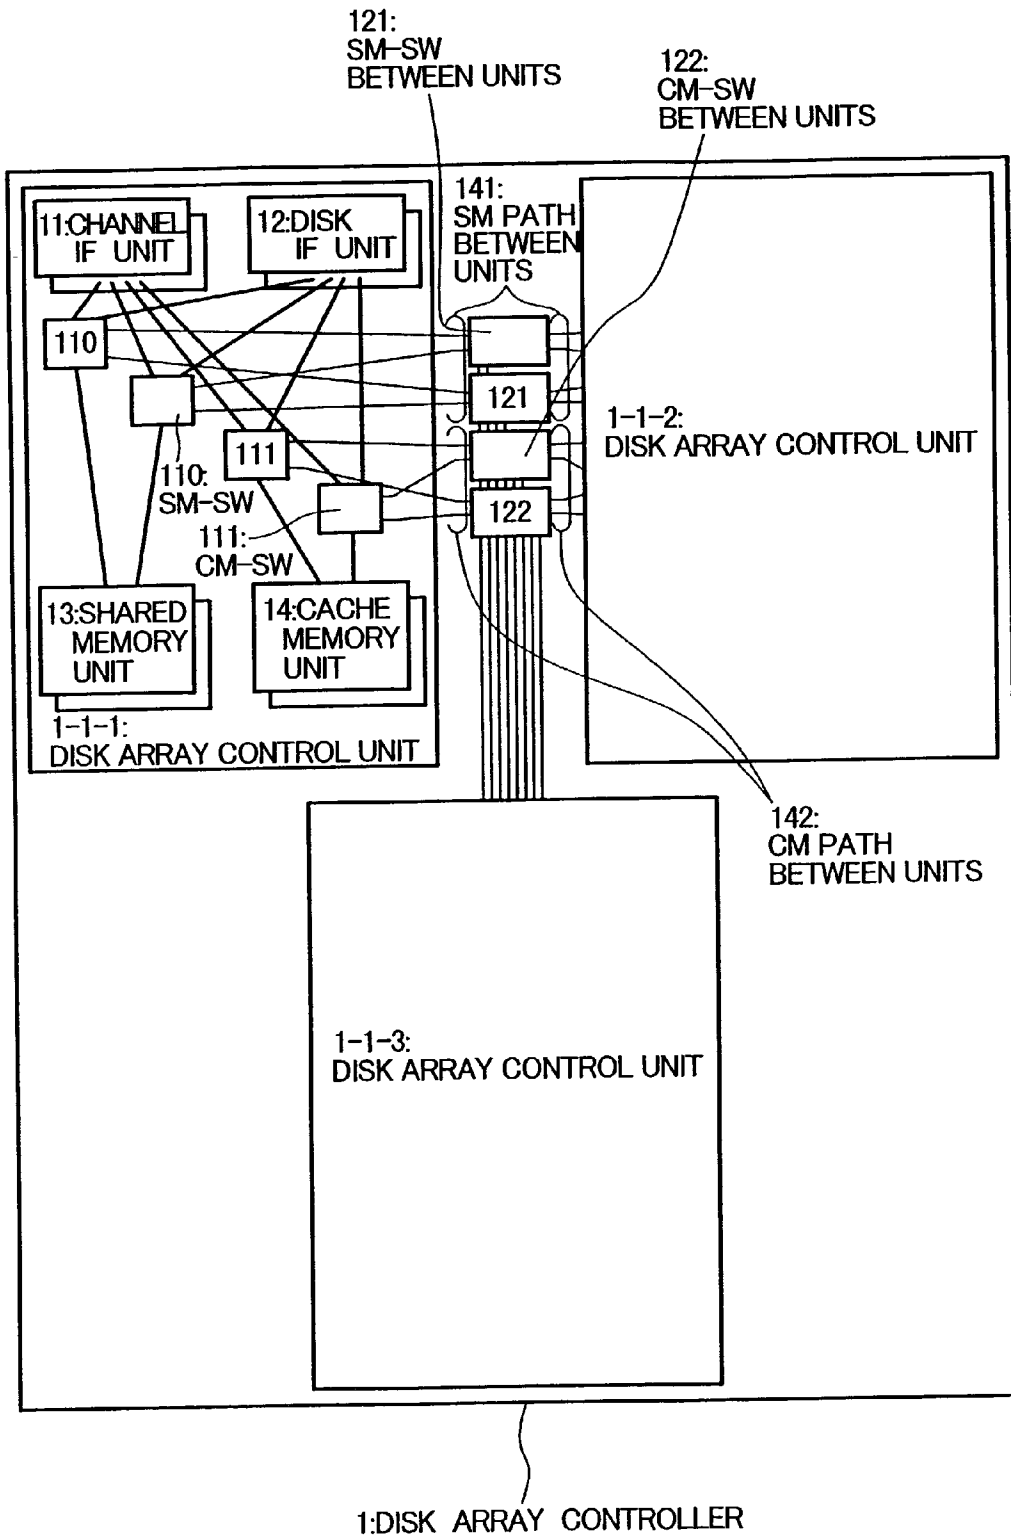 121:
SM-SW
BETWEEN UNITS
122:
CM-SW
BETWEEN UNITS
141:
SM PATH
BETWEEN
UNITS
11:CHANNEL
IF UNIT
12:DISK
IF UNIT
110
121
111
122
110:
SM-SW
111:
CM-SW
13:SHARED
MEMORY
UNIT
14:CACHE
MEMORY
UNIT
1-1-1:
DISK ARRAY CONTROL UNIT
1-1-2:
DISK ARRAY CONTROL UNIT
142:
CM PATH
BETWEEN UNITS
1-1-3:
DISK ARRAY CONTROL UNIT
1:DISK ARRAY CONTROLLER